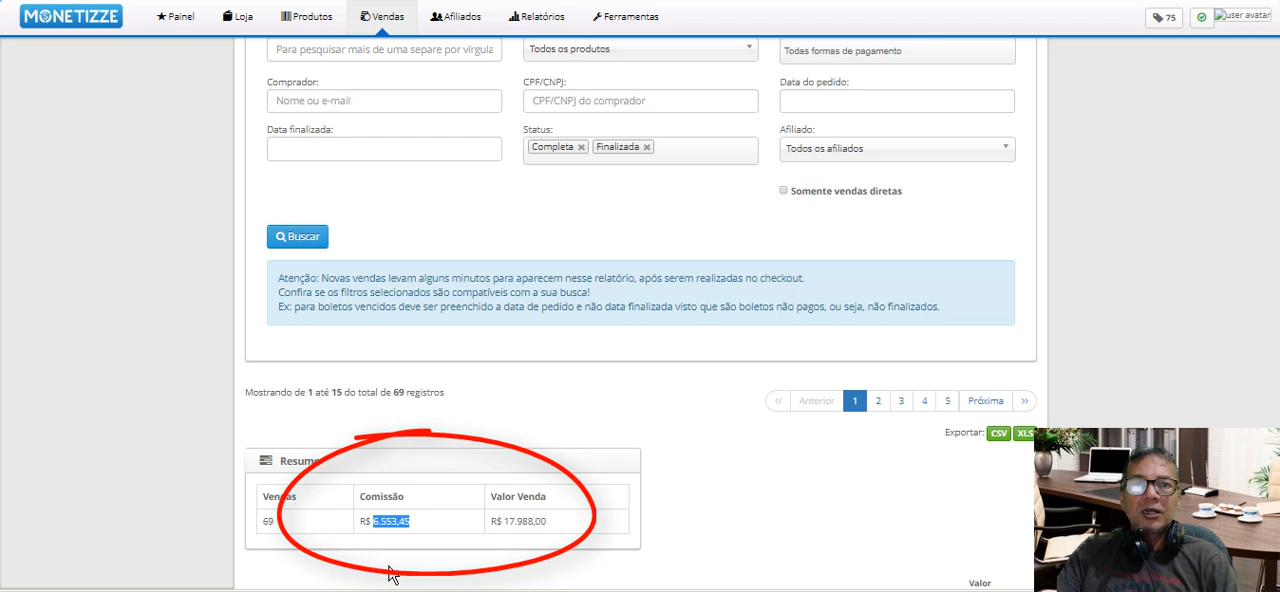 MONETIZZE
Painel Loja Produtos Vendas Afiliados Relatórios Ferramentas 75 user avatar
Para pesquisar mais de uma separe por vírgula Todos os produtos Todas formas de pagamento
Comprador: CPF/CNPJ: Data do pedido:
Nome ou e-mail CPF/CNPJ do comprador
Data finalizada: Status: Afiliado:
Completa Finalizada Todos os afiliados
Somente vendas diretas
Buscar
Atenção: Novas vendas levam alguns minutos para aparecem nesse relatório, após serem realizadas no checkout.
Confira se os filtros selecionados são compatíveis com a sua busca!
Ex: para boletos vencidos deve ser preenchido a data de pedido e não data finalizada visto que são boletos não pagos, ou seja, não finalizados.
Mostrando de 1 até 15 do total de 69 registros « Anterior 1 2 3 4 5 Próxima »
Exportar: CSV XLS
Resumo
Vendas Comissão Valor Venda
69 R$ 6.553,45 R$ 17.988,00
Valor